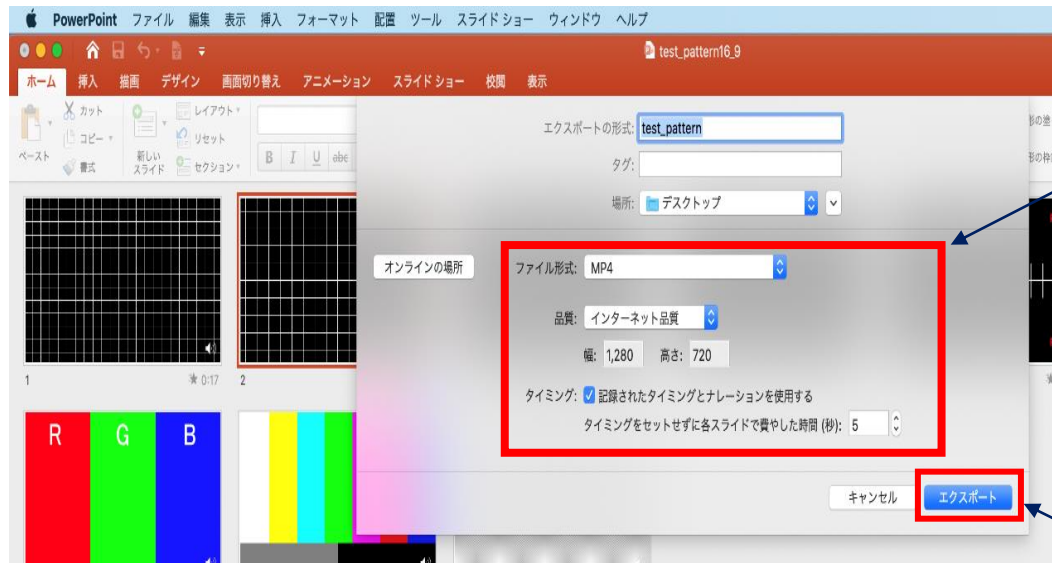 PowerPoint ファイル 編集 表示 挿入 フォーマット 配置 ツール スライドショー ウィンドウ ヘルプ
test_pattern16_9
ホーム 挿入 描画 デザイン 画面切り替え アニメーション スライドショー 校閲 表示
ペースト
カット
コピー
書式
新しい
スライド
レイアウト
リセット
セクション
B I U abc
エクスポートの形式: test_pattern
タグ:
場所: デスクトップ
オンラインの場所
ファイル形式: MP4
品質: インターネット品質
幅: 1,280 高さ: 720
タイミング: 記録されたタイミングとナレーションを使用する
タイミングをセットせずに各スライドで費やした時間 (秒): 5
キャンセル エクスポート
形の塗
形の枠
1 0:17 2
R G B